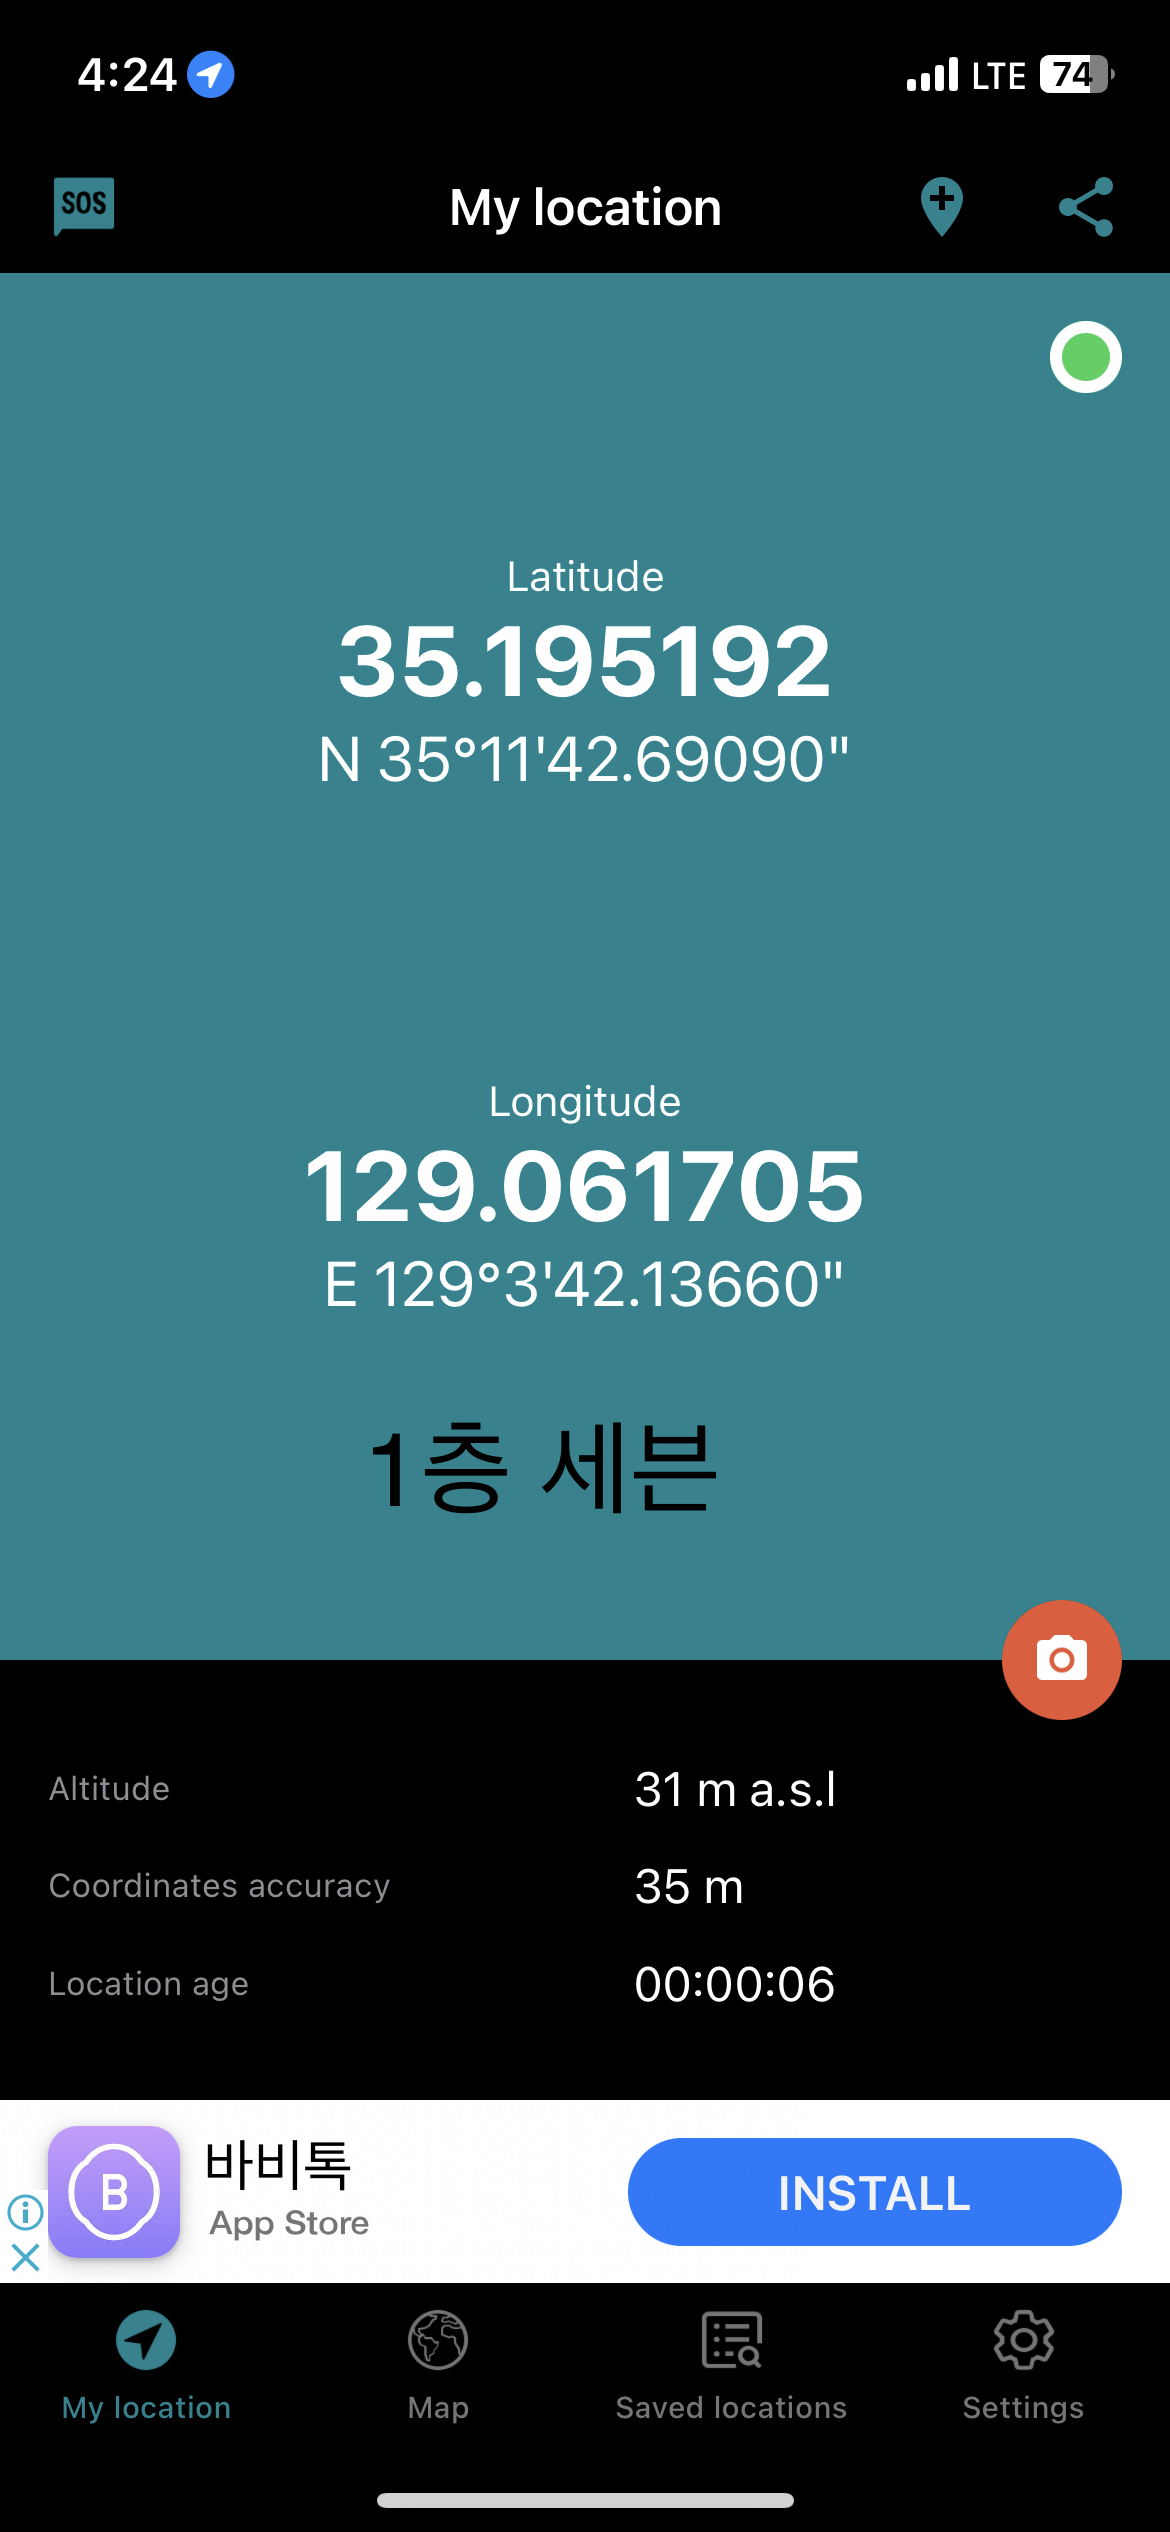 4:24 LTE 74
SOS My location
Latitude
35.195192
N 35°11'42.69090"
Longitude
129.061705
E 129°3'42.13660"
1층 세븐
Altitude 31 m a.s.l
Coordinates accuracy 35 m
Location age 00:00:06
B 바비톡
App Store
INSTALL
My location Map Saved locations Settings